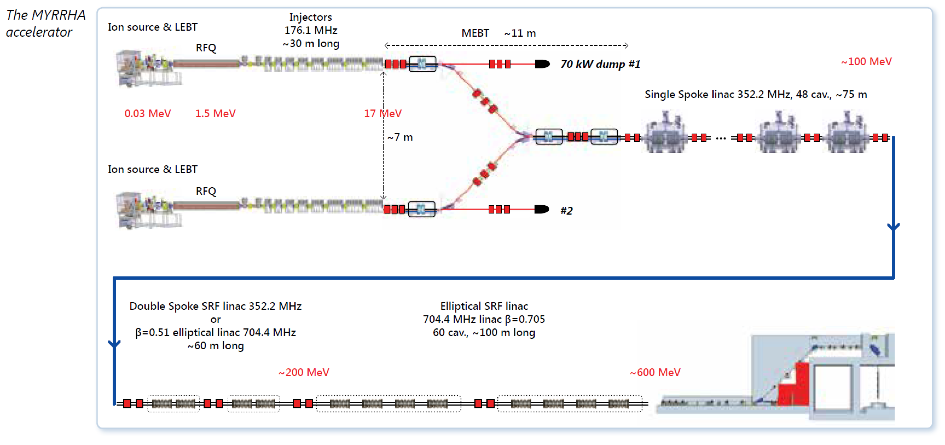 The MYRRHA
accelerator
Ion source & LEBT
RFQ
Injectors
176.1 MHz
~30 m long
MEBT ~11 m
70 kW dump #1
~100 MeV
Single Spoke linac 352.2 MHz, 48 cav., ~75 m
0.03 MeV
1.5 MeV
17 MeV
~7 m
...
Ion source & LEBT
RFQ
#2
Double Spoke SRF linac 352.2 MHz
or
β=0.51 elliptical linac 704.4 MHz
~60 m long
Elliptical SRF linac
704.4 MHz linac β=0.705
60 cav., ~100 m long
~200 MeV
~600 MeV